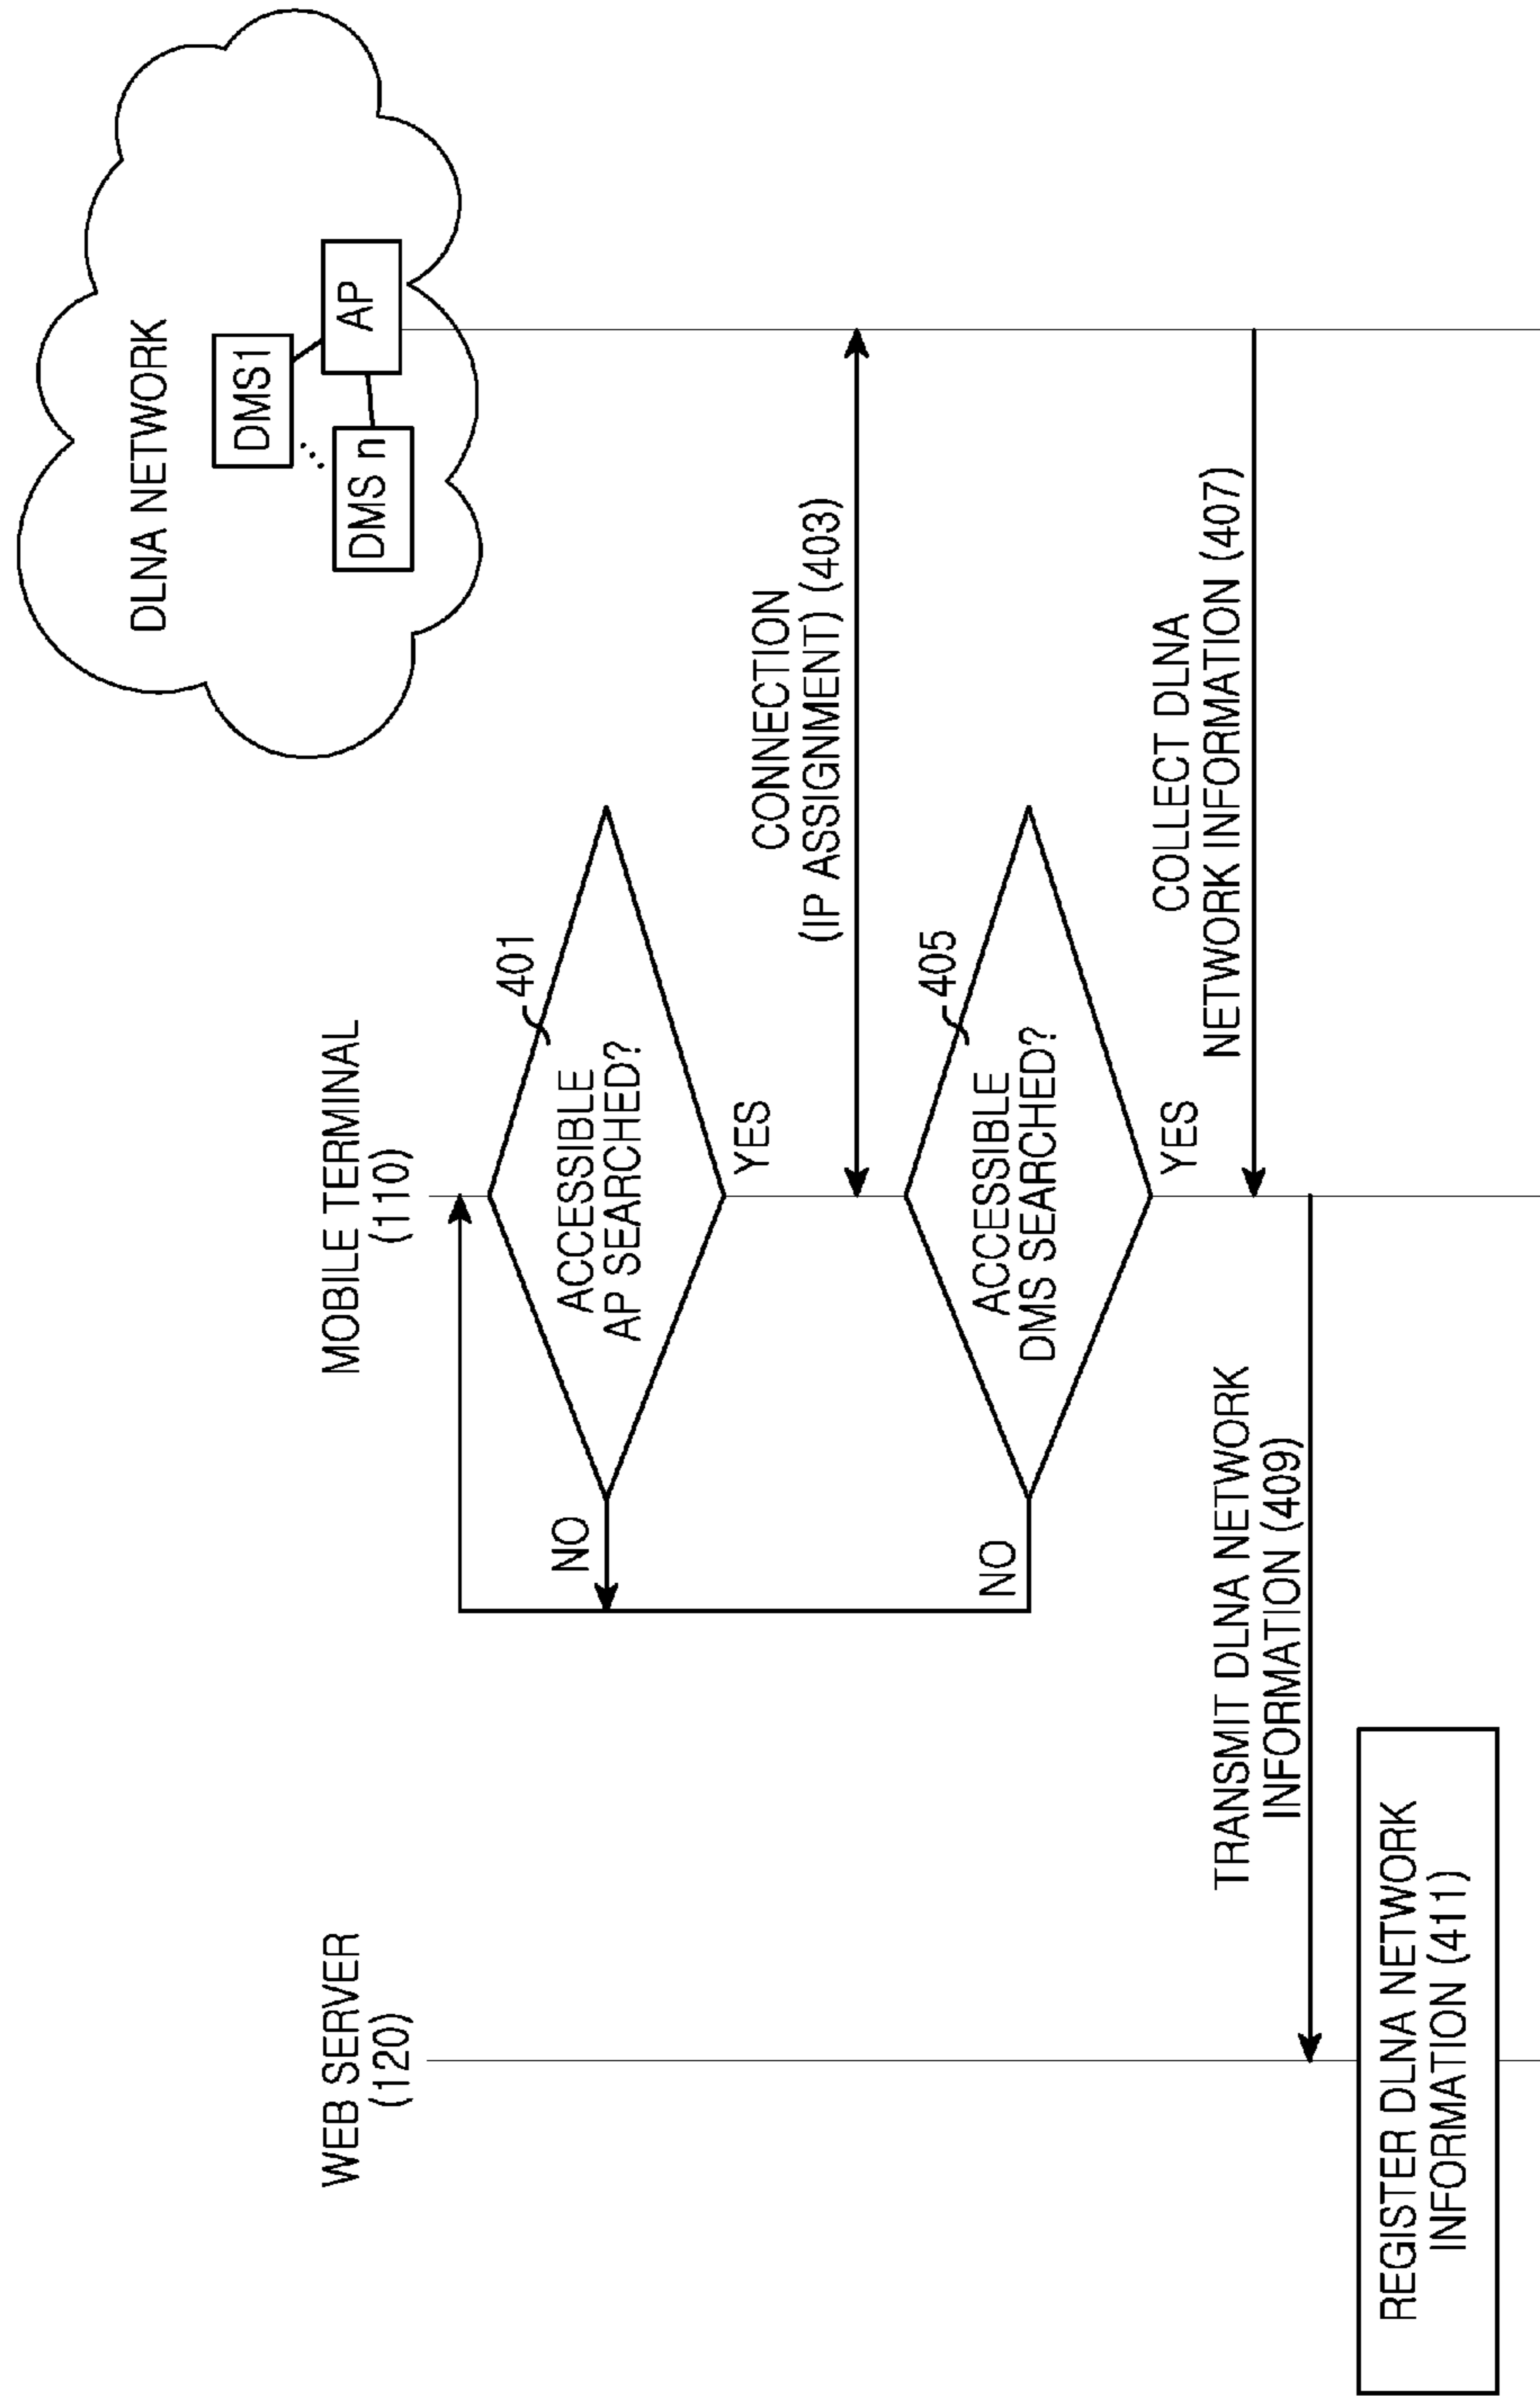 WEB SERVER
(120)
MOBILE TERMINAL
(110)
DLNA NETWORK
DMS1
DMS n
AP
401
ACCESSIBLE
AP SEARCHED?
NO
YES
CONNECTION
(IP ASSIGNMENT) (403)
405
ACCESSIBLE
DMS SEARCHED?
NO
YES
COLLECT DLNA
NETWORK INFORMATION (407)
TRANSMIT DLNA NETWORK
INFORMATION (409)
REGISTER DLNA NETWORK
INFORMATION (411)